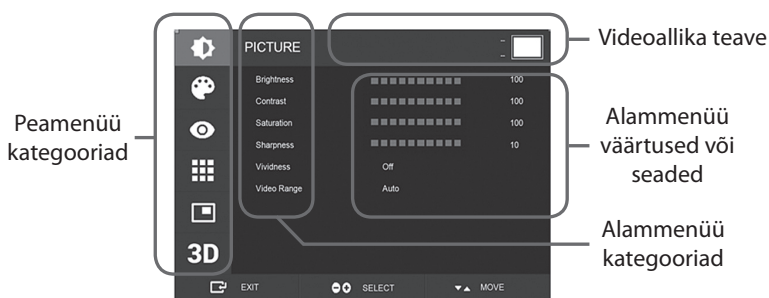 Videoallika teave
PICTURE
Brightness 100
Contrast 100
Saturation 100
Sharpness 10
Vividness Off
Video Range Auto
3D
EXIT SELECT MOVE
Peamenüü
kategooriad
Alammenüü
väärtused või
seaded
Alammenüü
kategooriad